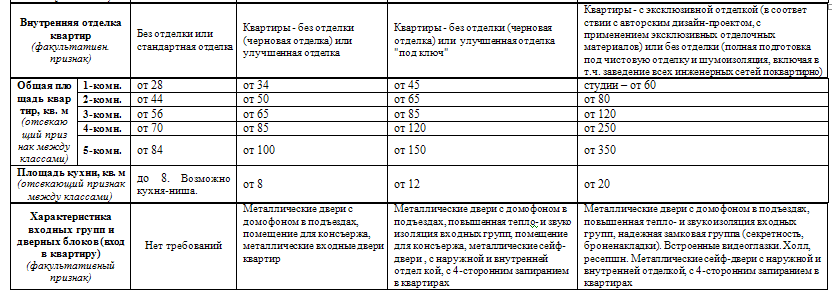 Внутренняя отделка
квартир
(факультативн.
признак)
Без отделки или
стандартная отделка
Квартиры - без отделки
(черновая отделка) или
улучшенная отделка
Квартиры - без отделки (черновая
отделка) или улучшенная отделка
"под ключ"
Квартиры - с эксклюзивной отделкой (в соответ
ствии с авторским дизайн-проектом, с
применением эксклюзивных отделочных
материалов) или без отделки (полная подготовка
под чистовую отделку и шумоизоляция, включая в
т.ч. заведение всех инженерных сетей поквартирно)
Общая пло
щадь квар
тир, кв. м
(отсекаю
щий приз
нак между
классами)
1-комн.
от 28
от 34
от 45
студии – от 60
2-комн.
от 44
от 50
от 65
от 80
3-комн.
от 56
от 65
от 85
от 120
4-комн.
от 70
от 85
от 120
от 250
5-комн.
от 84
от 100
от 150
от 350
Площадь кухни, кв. м
(отсекающий признак
между классами)
до 8. Возможно
кухня-ниша.
от 8
от 12
от 20
Характеристика
входных групп и
дверных блоков (вход
в квартиру)
(факультативный
признак)
Нет требований
Металлические двери с
домофоном в подъездах,
помещение для консъержа,
металлические входные двери
квартир
Металлические двери с домофоном в
подъездах, повышенная тепло- и звуко
изоляция входных групп, помещение
для консъержа, металлические сейф-
двери , с наружной и внутренней
отдел кой, с 4-сторонним запиранием
в квартирах
Металлические двери с домофоном в подъездах,
повышенная тепло- и звукоизоляция входных
групп, надежная замковая группа (секретность,
броненакладки). Встроенные видеоглазки. Холл,
ресепшн. Металлические сейф-двери с наружной и
внутренней отделкой, с 4-сторонним запиранием в
квартирах